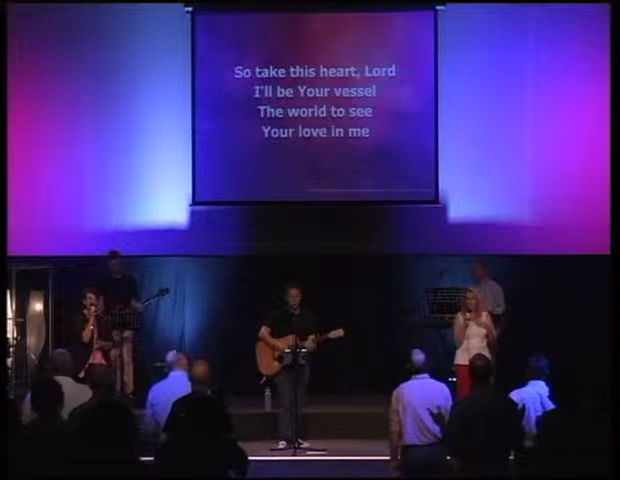 So take this heart, Lord
I'll be Your vessel
The world to see
Your love in me